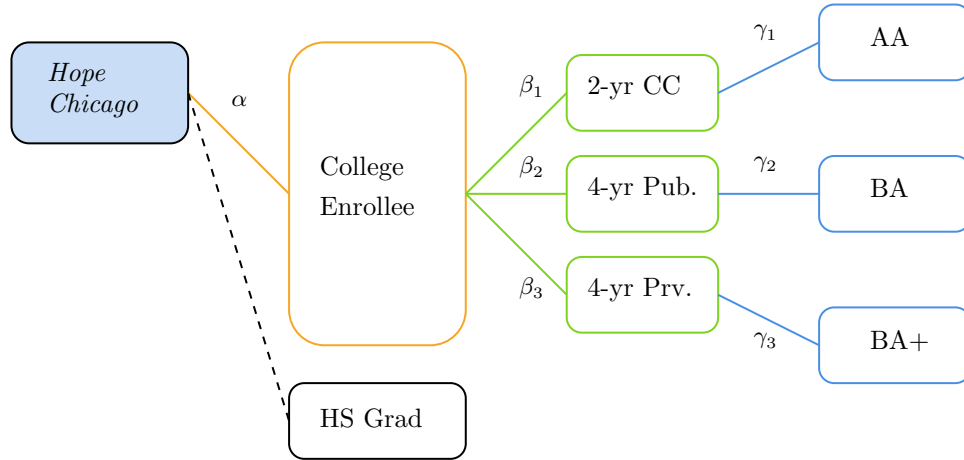 Hope
Chicago
α
College
Enrollee
HS Grad
β₁
β₂
β₃
2-yr CC
4-yr Pub.
4-yr Prv.
γ₁
γ₂
γ₃
AA
BA
BA+